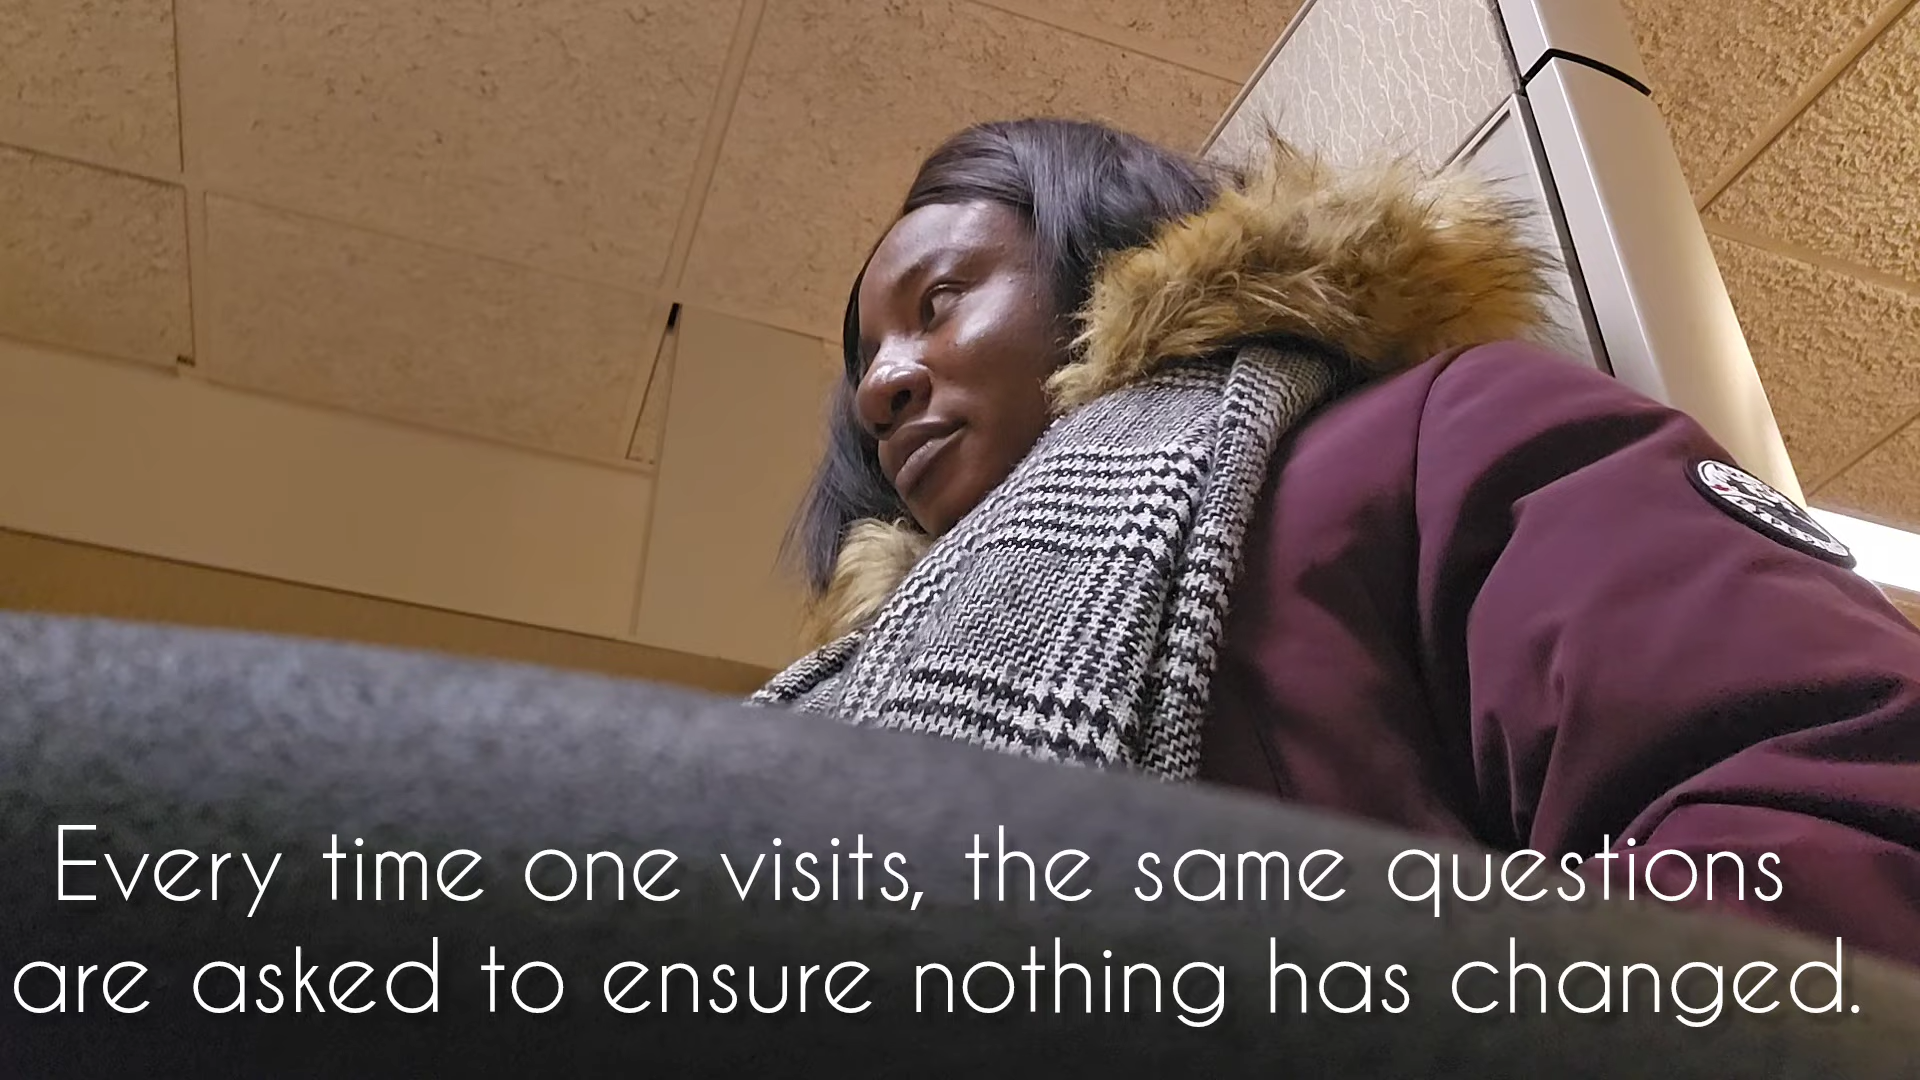 Every time one visits, the same questions
are asked to ensure nothing has changed.